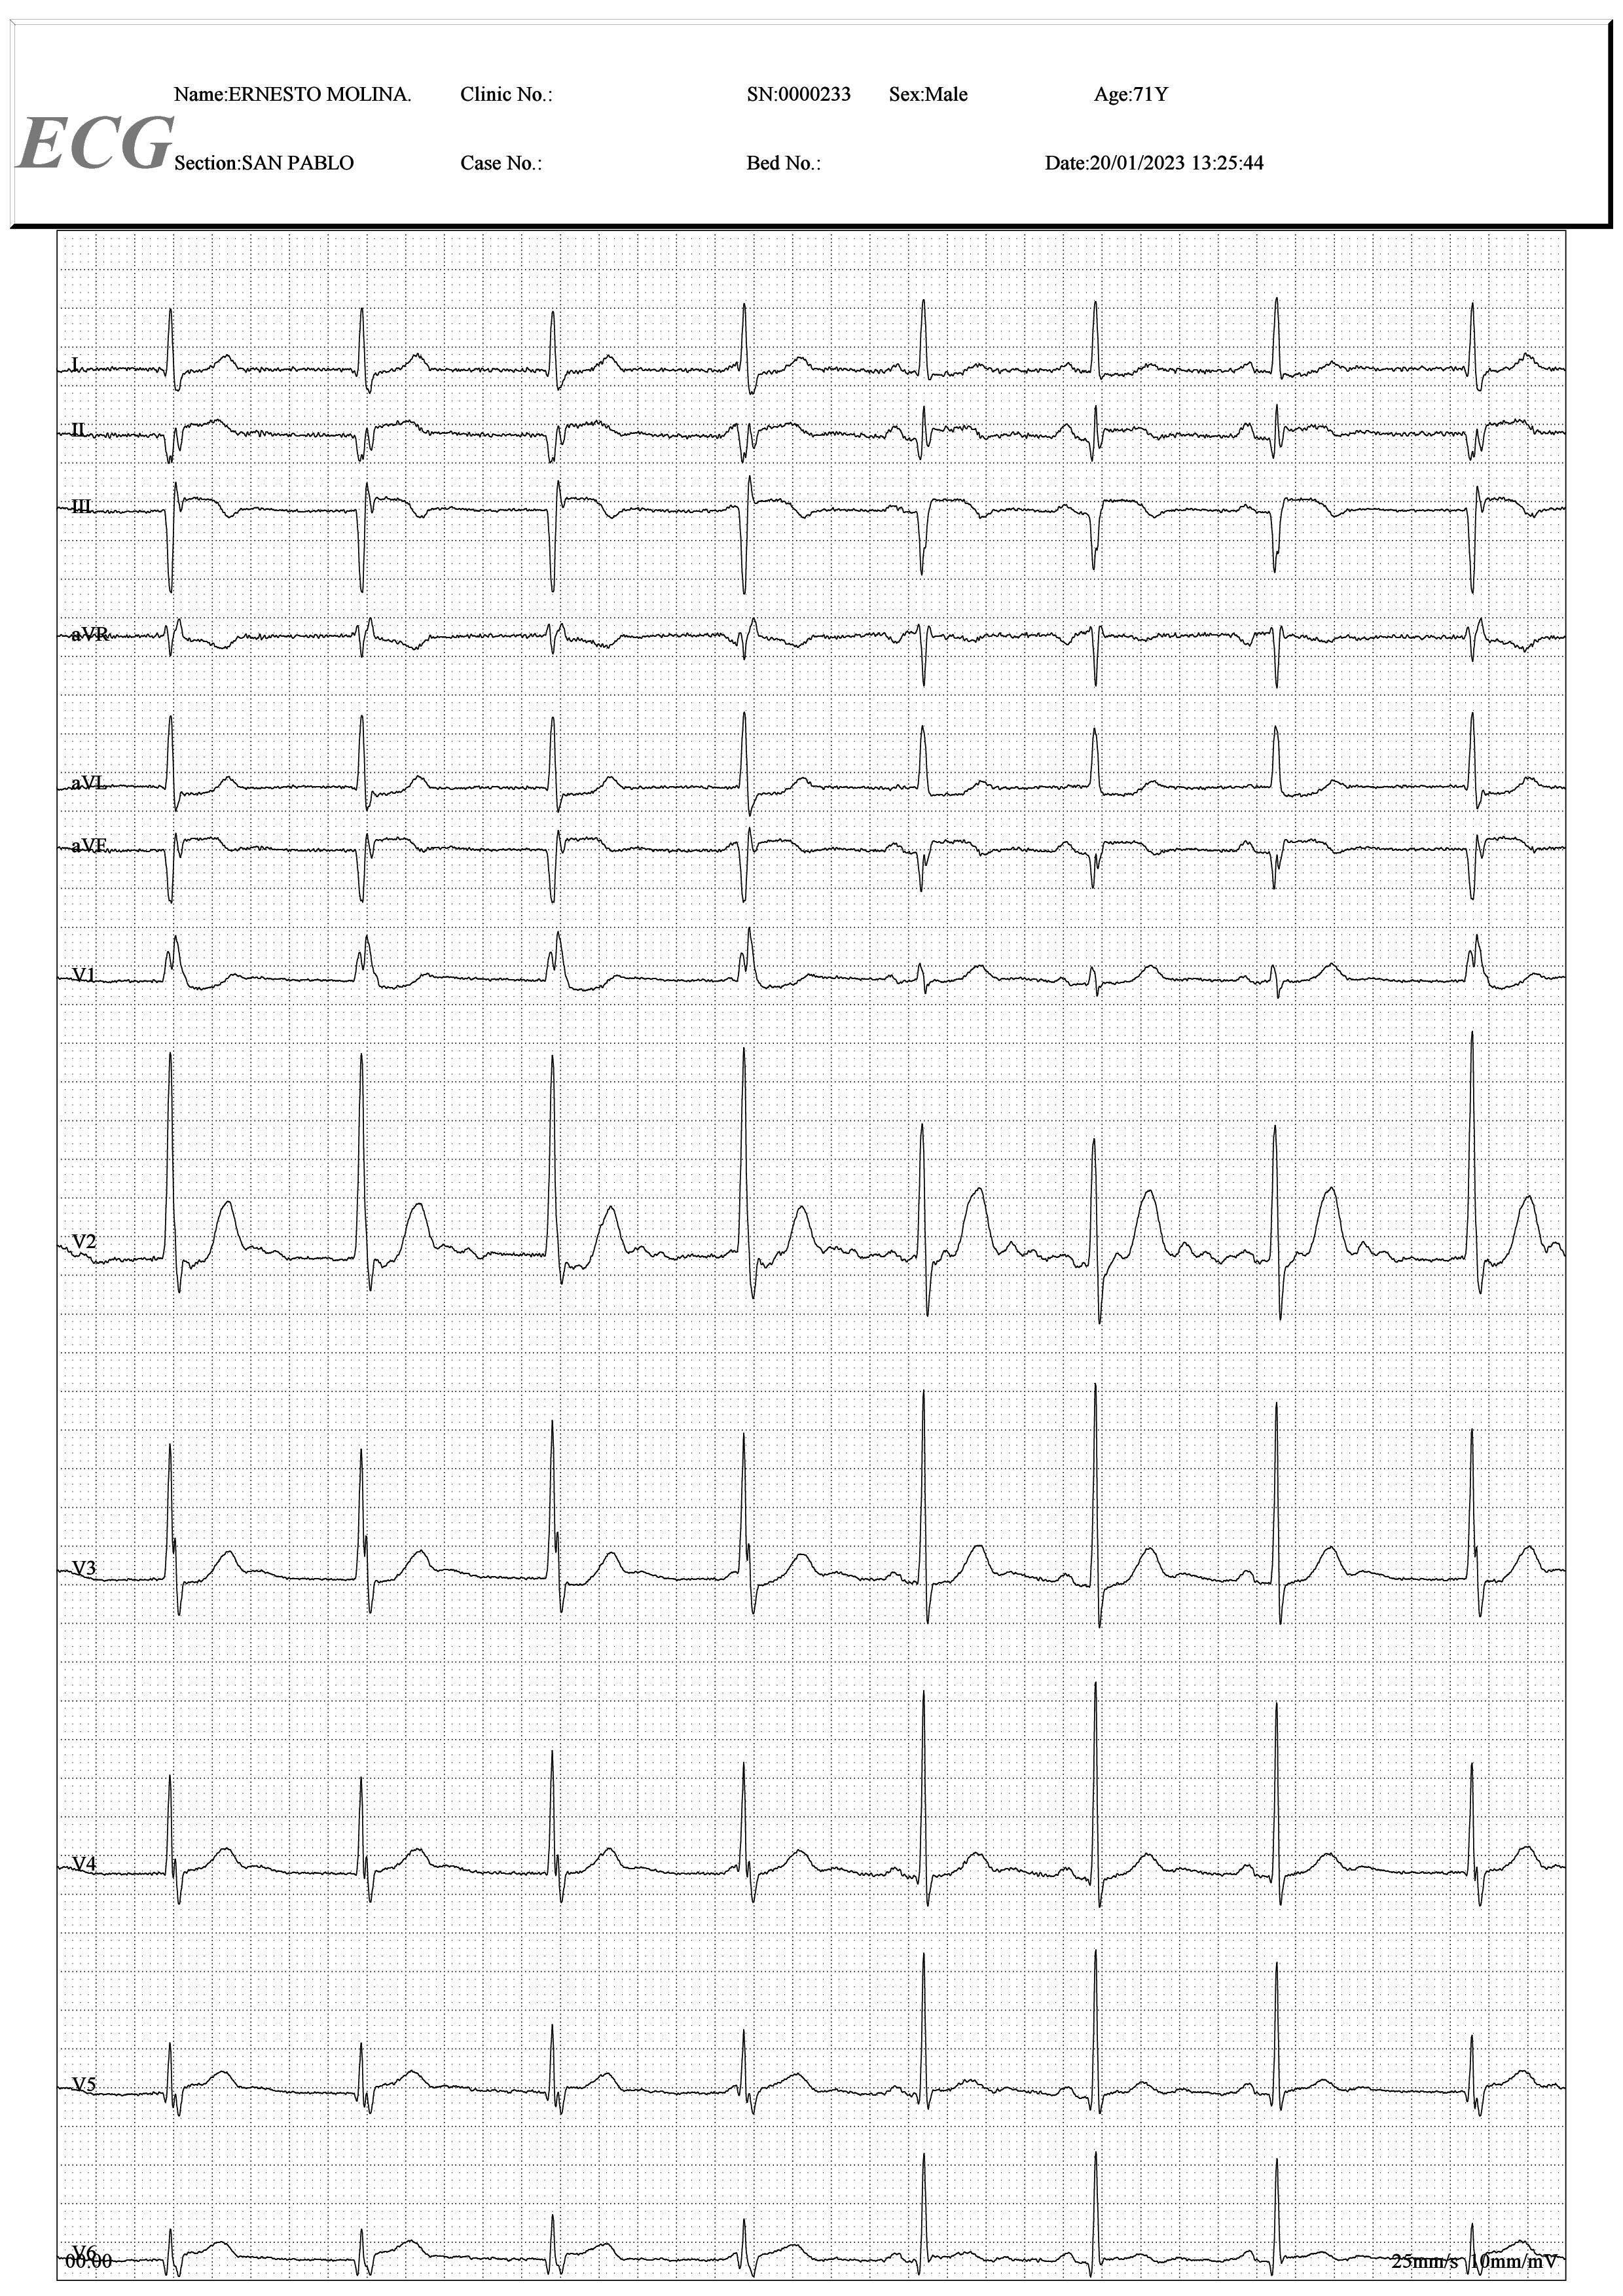 Name:ERNESTO MOLINA. Clinic No.: SN:0000233 Sex:Male Age:71Y
ECG
Section:SAN PABLO Case No.: Bed No.: Date:20/01/2023 13:25:44
I
II
III
aVR
aVL
aVF
V1
V2
V3
V4
V5
V6
00:00 25mm/s 10mm/mV